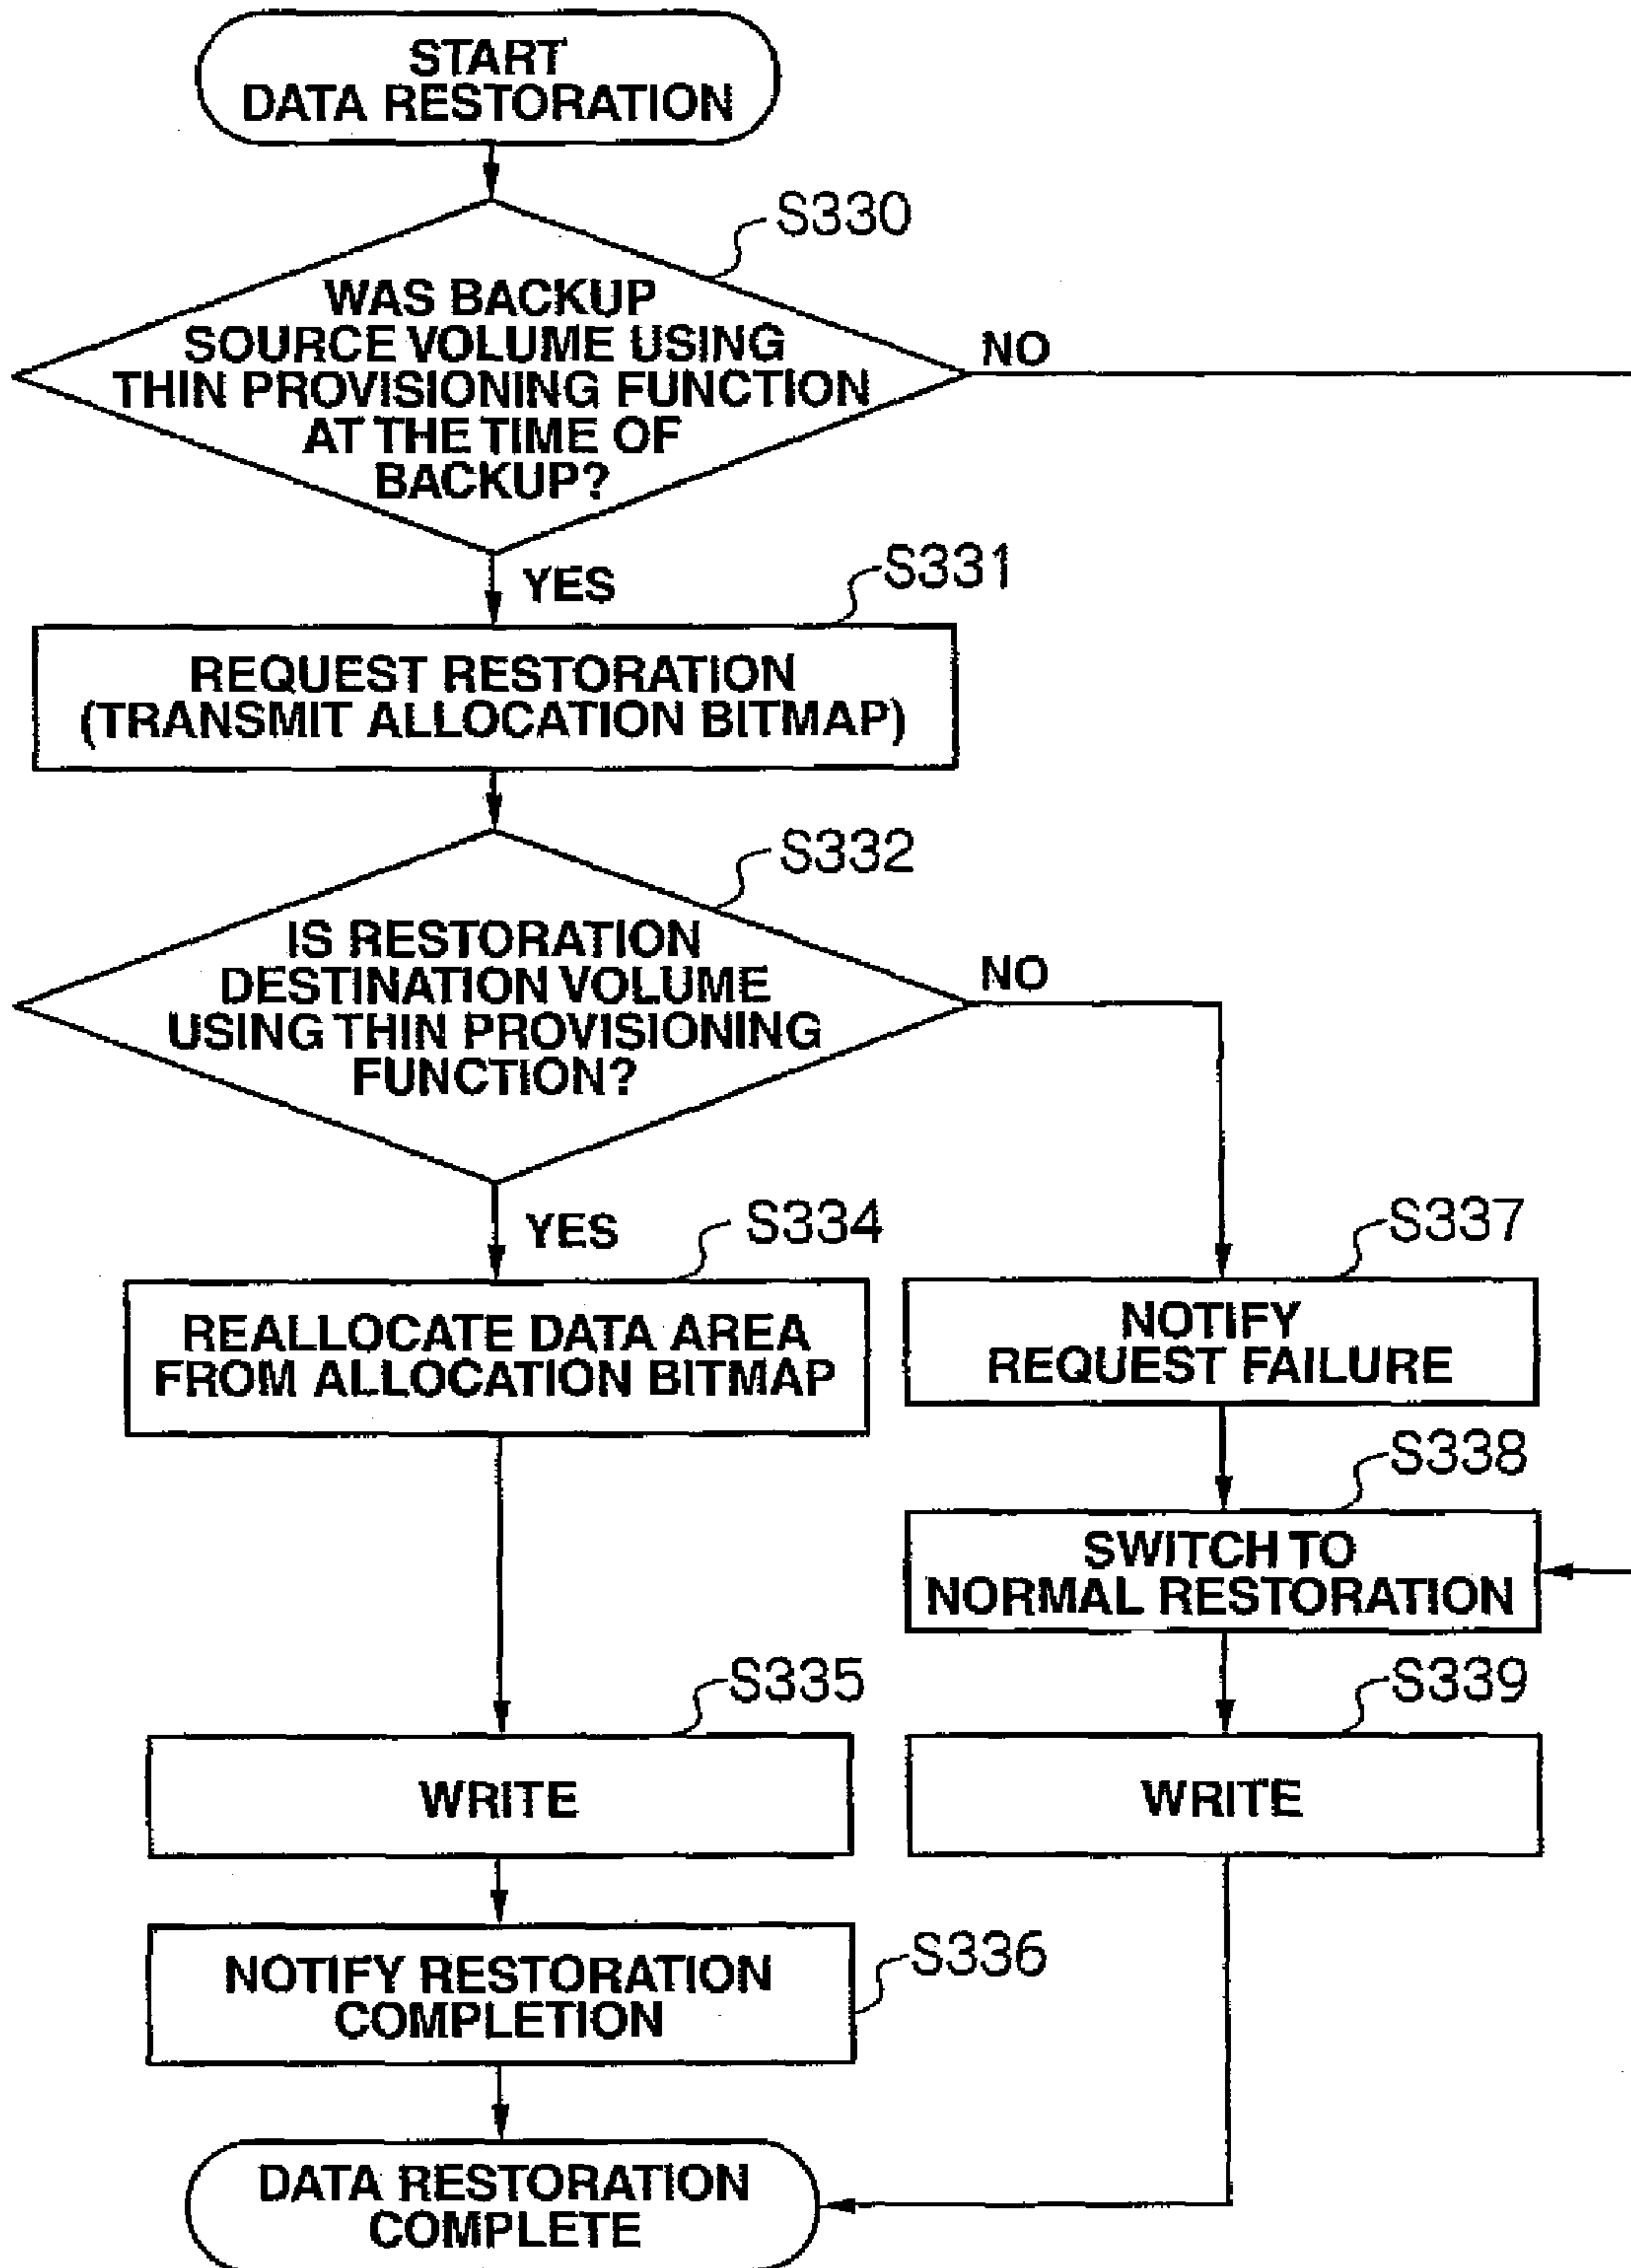 START
DATA RESTORATION
S330
WAS BACKUP
SOURCE VOLUME USING
THIN PROVISIONING FUNCTION
AT THE TIME OF
BACKUP?
NO
YES
S331
REQUEST RESTORATION
(TRANSMIT ALLOCATION BITMAP)
S332
IS RESTORATION
DESTINATION VOLUME
USING THIN PROVISIONING
FUNCTION?
NO
YES
S334
REALLOCATE DATA AREA
FROM ALLOCATION BITMAP
S337
NOTIFY
REQUEST FAILURE
S338
SWITCH TO
NORMAL RESTORATION
S335
WRITE
S339
WRITE
S336
NOTIFY RESTORATION
COMPLETION
DATA RESTORATION
COMPLETE